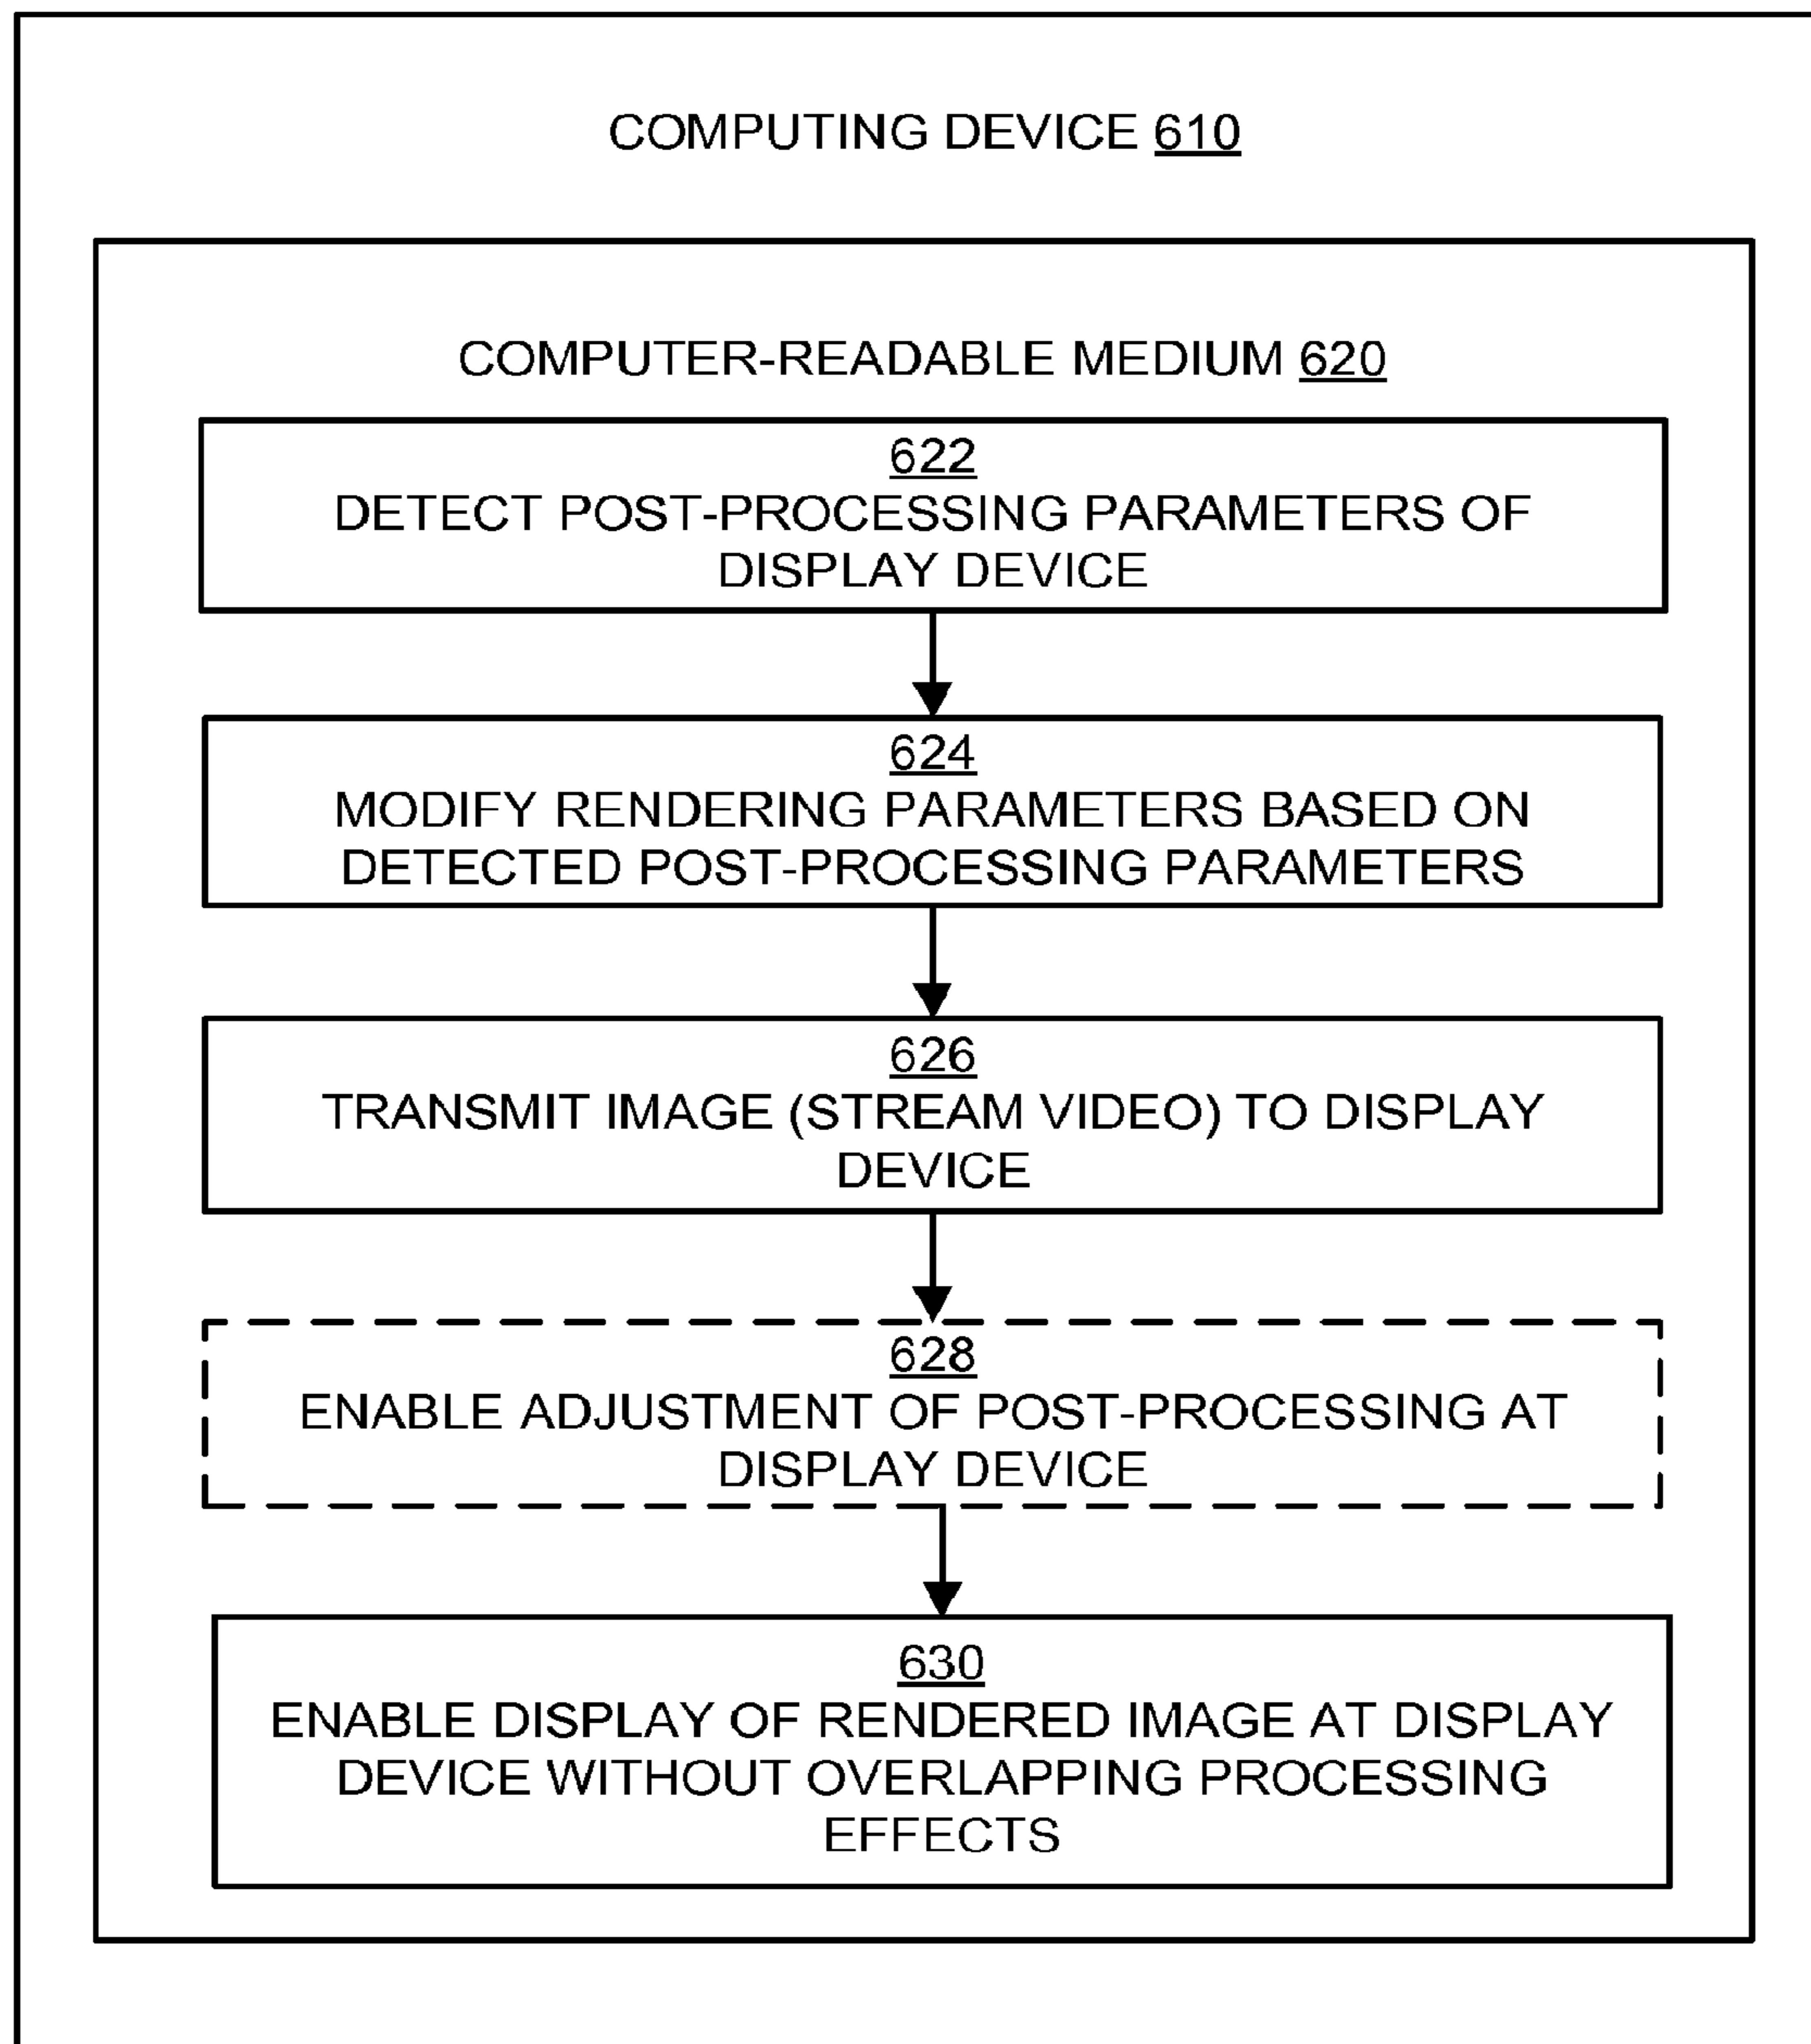 COMPUTING DEVICE 610
COMPUTER-READABLE MEDIUM 620
622
DETECT POST-PROCESSING PARAMETERS OF
DISPLAY DEVICE
624
MODIFY RENDERING PARAMETERS BASED ON
DETECTED POST-PROCESSING PARAMETERS
626
TRANSMIT IMAGE (STREAM VIDEO) TO DISPLAY
DEVICE
628
ENABLE ADJUSTMENT OF POST-PROCESSING AT
DISPLAY DEVICE
630
ENABLE DISPLAY OF RENDERED IMAGE AT DISPLAY
DEVICE WITHOUT OVERLAPPING PROCESSING
EFFECTS